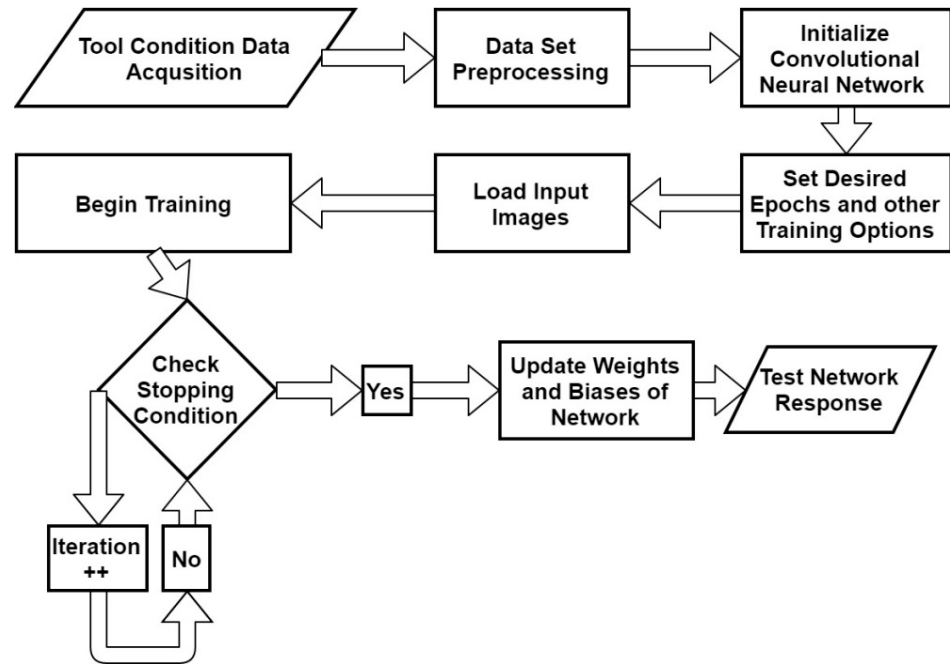 Tool Condition Data
Acqusition
Data Set
Preprocessing
Initialize
Convolutional
Neural Network
Set Desired
Epochs and other
Training Options
Load Input
Images
Begin Training
Check
Stopping
Condition
Yes
Update Weights
and Biases of
Network
Test Network
Response
Iteration
++
No